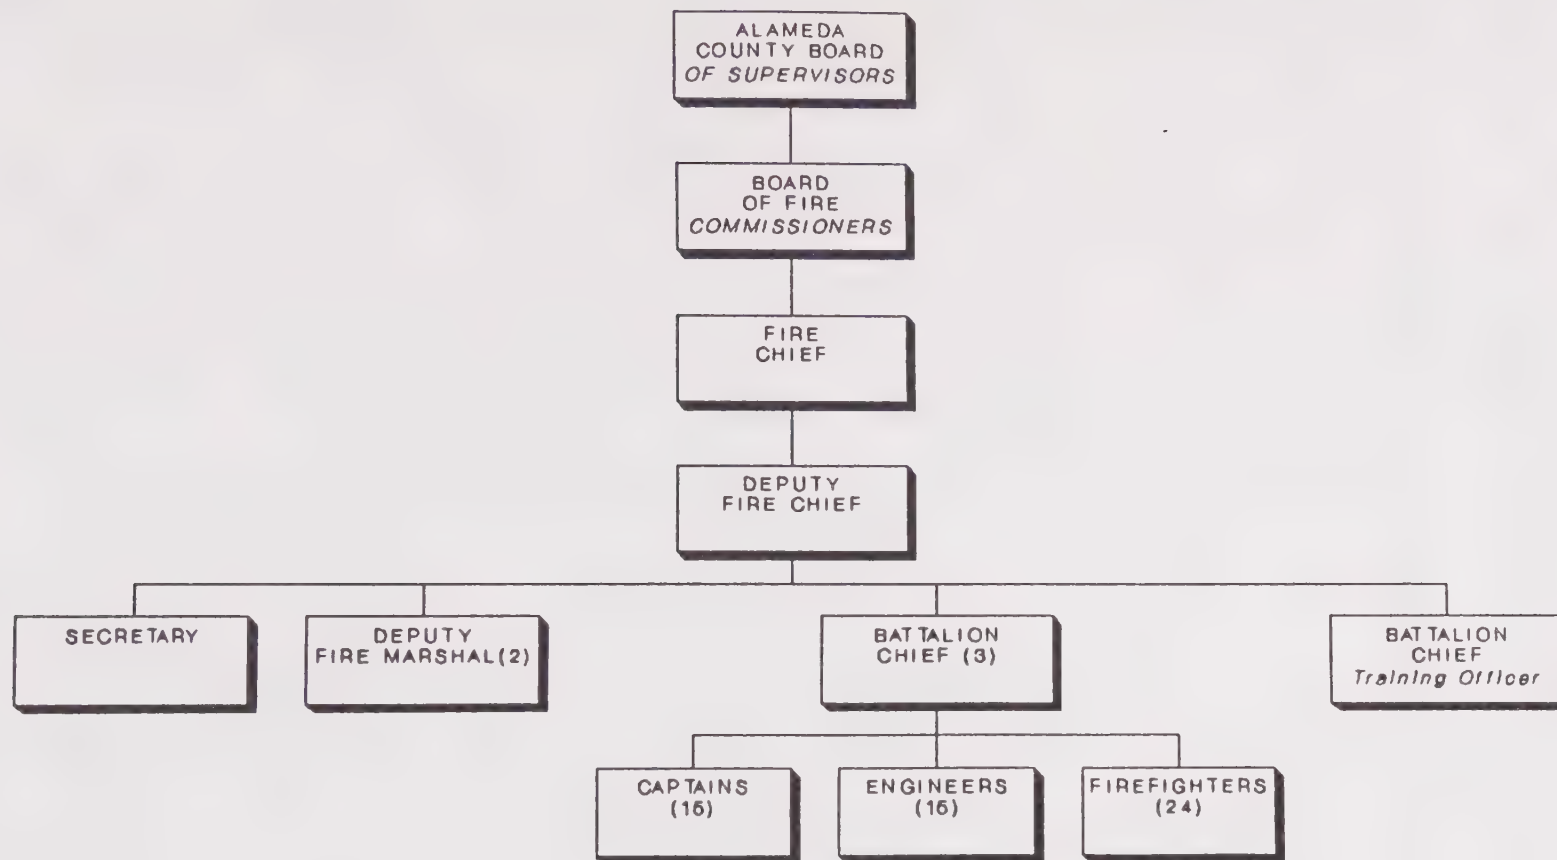 ALAMEDA
COUNTY BOARD
OF SUPERVISORS
BOARD
OF FIRE
COMMISSIONERS
FIRE
CHIEF
DEPUTY
FIRE CHIEF
SECRETARY
DEPUTY
FIRE MARSHAL(2)
BATTALION
CHIEF (3)
BATTALION
CHIEF
Training Officer
CAPTAINS
(15)
ENGINEERS
(15)
FIREFIGHTERS
(24)